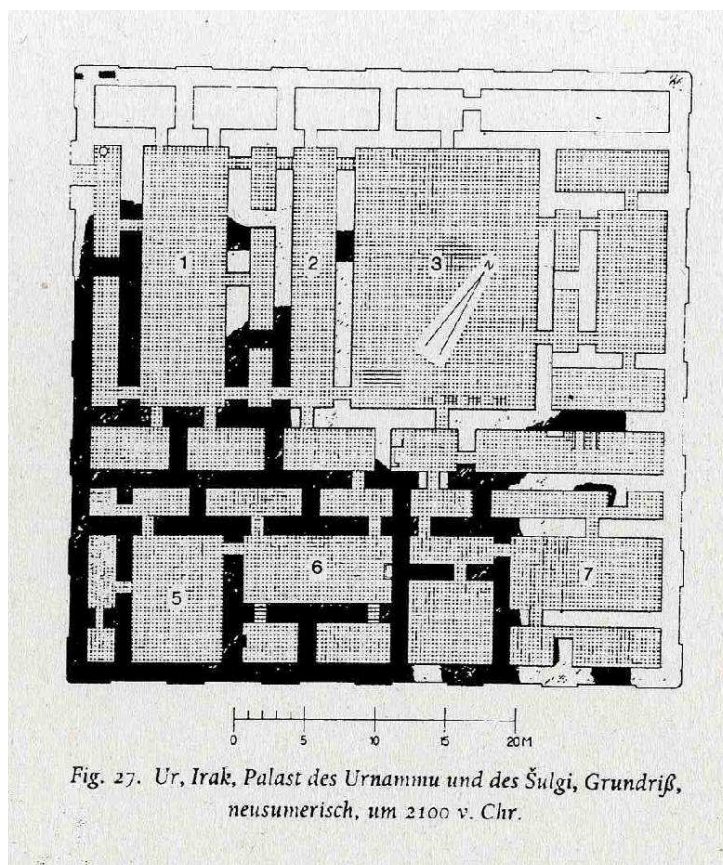 1 2 3
N
5 6 7
0 5 10 15 20M
Fig. 27. Ur, Irak, Palast des Urnammu und des Šulgi, Grundriß,
neusumerisch, um 2100 v. Chr.